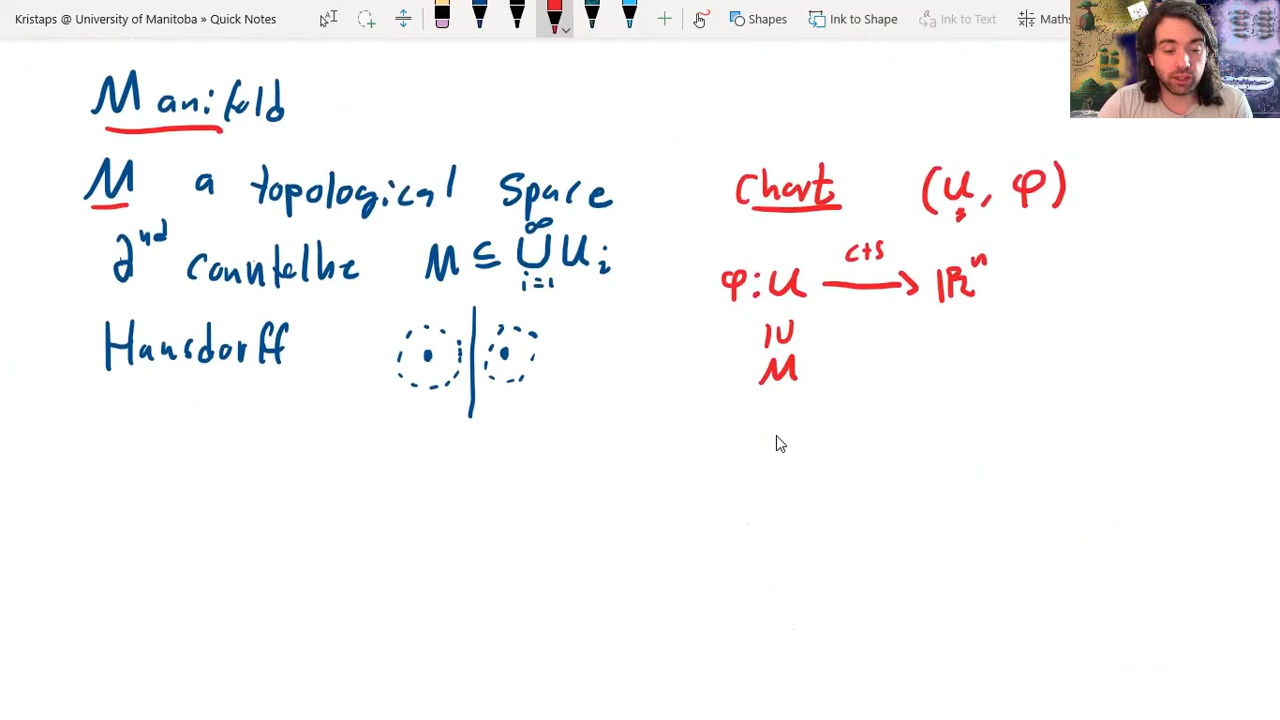 Kristaps @ University of Manitoba » Quick Notes
Shapes
Ink to Shape
Ink to Text
Maths
Manifold
M a topological Space
2nd countable M ⊆ ∞⋃i=1 Ui
Hausdorff
Chart (U, φ)
φ: U cts → ℝn
M